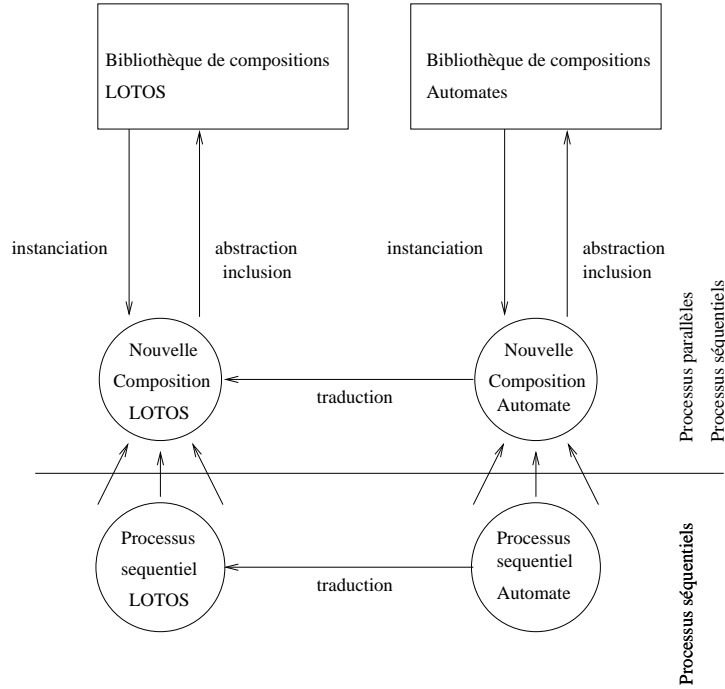 Bibliothèque de compositions
LOTOS
Bibliothèque de compositions
Automates
instanciation
abstraction
inclusion
instanciation
abstraction
inclusion
Nouvelle
Composition
LOTOS
traduction
Nouvelle
Composition
Automate
Processus parallèles
Processus séquentiels
Processus
sequentiel
LOTOS
traduction
Processus
sequentiel
Automate
Processus séquentiels